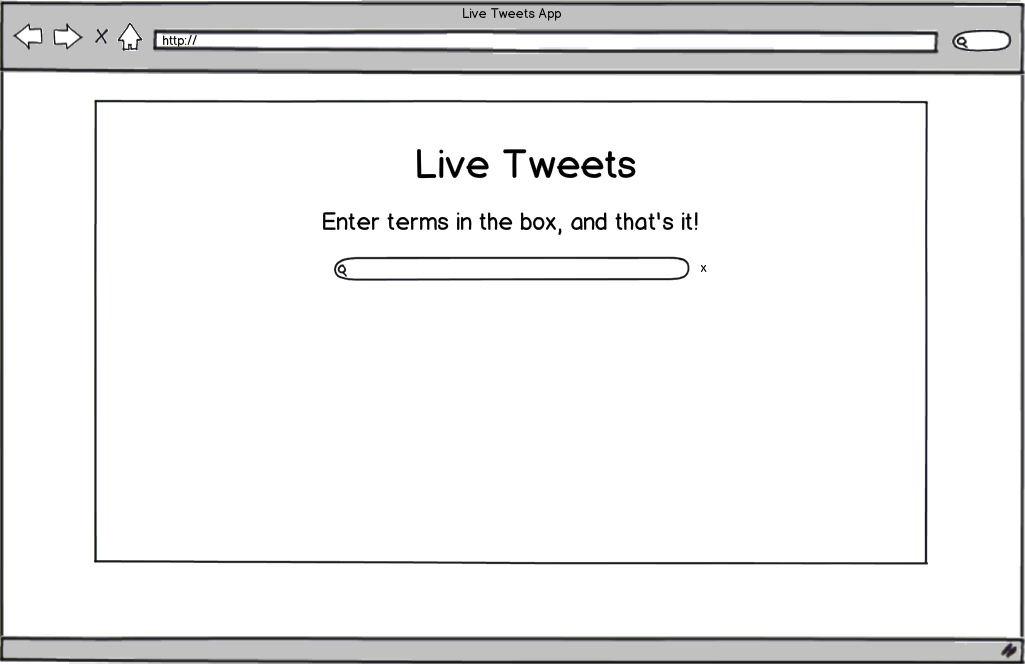 Live Tweets App
X
http://
Live Tweets
Enter terms in the box, and that's it!
x